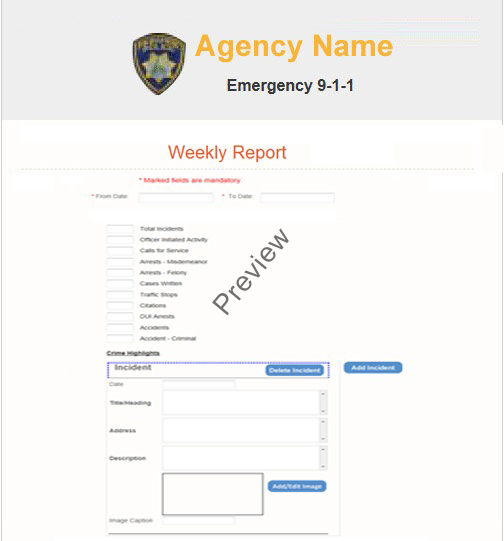 Agency Name
Emergency 9-1-1
Weekly Report
* Marked fields are mandatory.
* From Date: * To Date:
Total Incidents
Officer Initiated Activity
Calls for Service
Arrests - Misdemeanor
Arrests - Felony
Cases Written
Traffic Stops
Citations
DUI Arrests
Accidents
Accident - Criminal
Preview
Crime Highlights
Incident Delete Incident Add Incident
Date
Title/Heading
Address
Description
Add/Edit Image
Image Caption